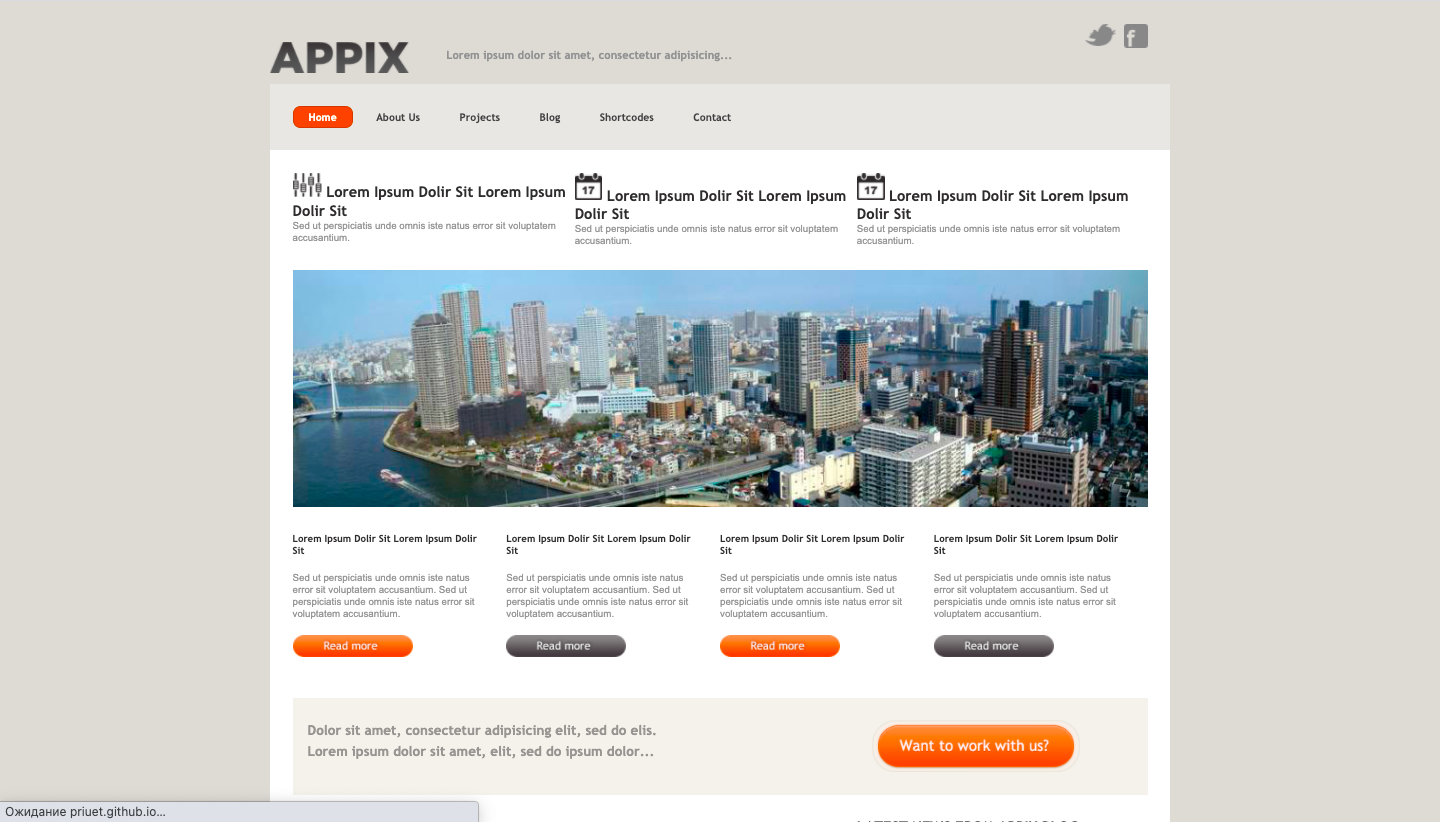 APPIX
Lorem ipsum dolor sit amet, consectetur adipisicing...
Home
About Us
Projects
Blog
Shortcodes
Contact
Lorem Ipsum Dolir Sit Lorem Ipsum
Dolir Sit
Sed ut perspiciatis unde omnis iste natus error sit voluptatem
accusantium.
17
Lorem Ipsum Dolir Sit Lorem Ipsum
Dolir Sit
Sed ut perspiciatis unde omnis iste natus error sit voluptatem
accusantium.
17
Lorem Ipsum Dolir Sit Lorem Ipsum
Dolir Sit
Sed ut perspiciatis unde omnis iste natus error sit voluptatem
accusantium.
Lorem Ipsum Dolir Sit Lorem Ipsum Dolir
Sit
Sed ut perspiciatis unde omnis iste natus
error sit voluptatem accusantium. Sed ut
perspiciatis unde omnis iste natus error sit
voluptatem accusantium.
Read more
Lorem Ipsum Dolir Sit Lorem Ipsum Dolir
Sit
Sed ut perspiciatis unde omnis iste natus
error sit voluptatem accusantium. Sed ut
perspiciatis unde omnis iste natus error sit
voluptatem accusantium.
Read more
Lorem Ipsum Dolir Sit Lorem Ipsum Dolir
Sit
Sed ut perspiciatis unde omnis iste natus
error sit voluptatem accusantium. Sed ut
perspiciatis unde omnis iste natus error sit
voluptatem accusantium.
Read more
Lorem Ipsum Dolir Sit Lorem Ipsum Dolir
Sit
Sed ut perspiciatis unde omnis iste natus
error sit voluptatem accusantium. Sed ut
perspiciatis unde omnis iste natus error sit
voluptatem accusantium.
Read more
Dolor sit amet, consectetur adipisicing elit, sed do elis.
Lorem ipsum dolor sit amet, elit, sed do ipsum dolor...
Want to work with us?
Ожидание priuet.github.io...